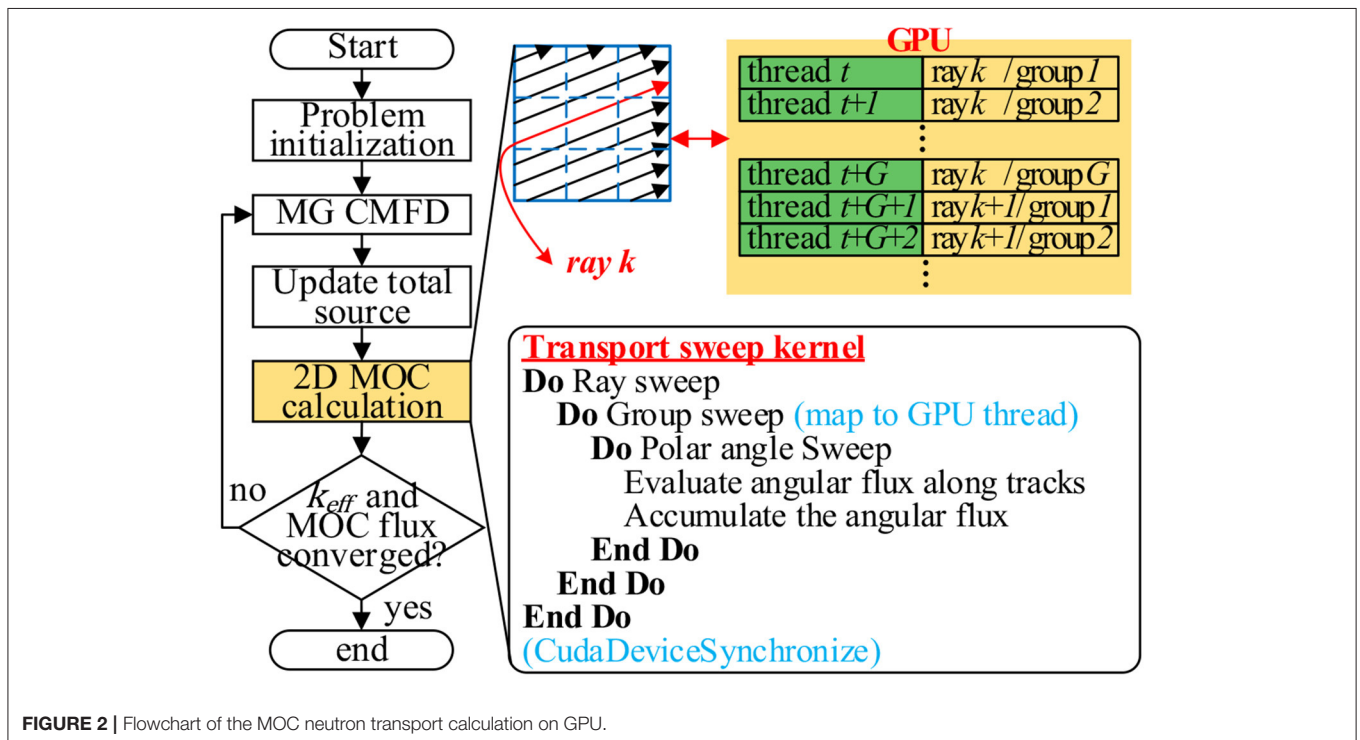 Start
Problem
initialization
MG CMFD
Update total
source
2D MOC
calculation
k_eff and
MOC flux
converged?
no
yes
end
ray k
GPU
thread t ray k / group 1
thread t+1 ray k / group 2
⋮
thread t+G ray k / group G
thread t+G+1 ray k+1/group 1
thread t+G+2 ray k+1/group 2
⋮
Transport sweep kernel
Do Ray sweep
Do Group sweep (map to GPU thread)
Do Polar angle Sweep
Evaluate angular flux along tracks
Accumulate the angular flux
End Do
End Do
End Do
(CudaDeviceSynchronize)
FIGURE 2 | Flowchart of the MOC neutron transport calculation on GPU.